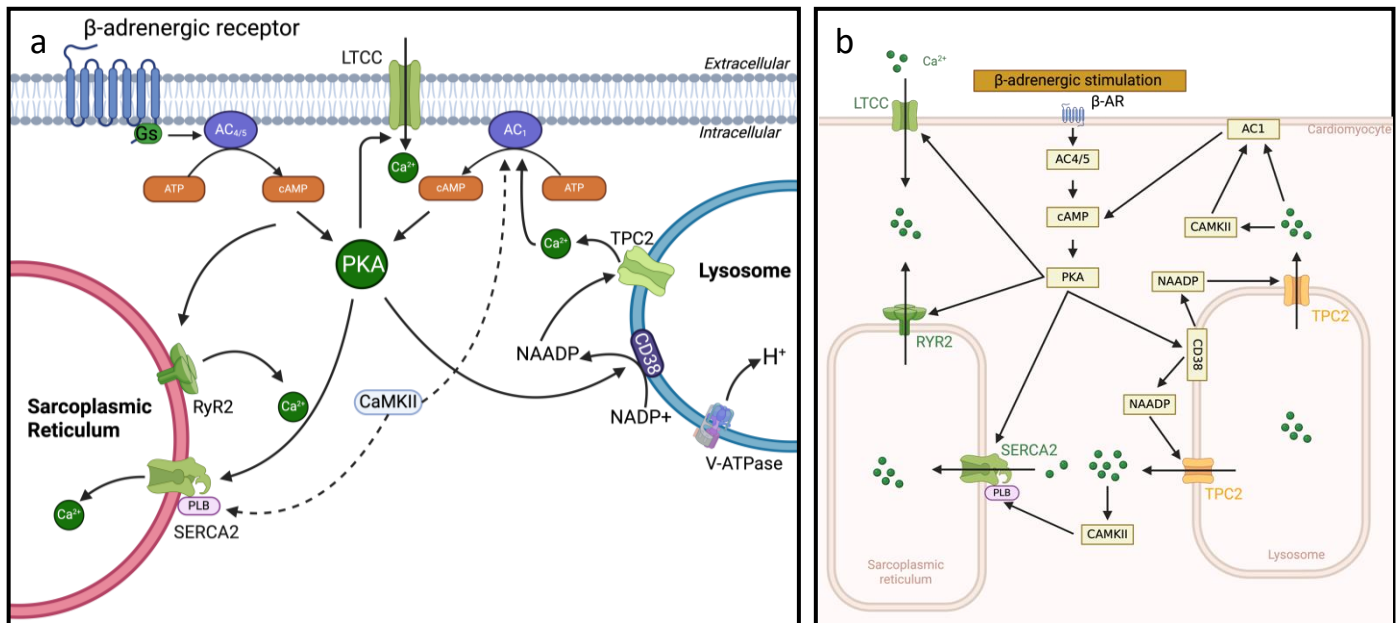 a
β-adrenergic receptor
LTCC
Extracellular
Gs
AC4/5
AC1
Intracellular
Ca²⁺
ATP
cAMP
cAMP
ATP
PKA
Ca²⁺
TPC2
Lysosome
NAADP
CD38
H⁺
RyR2
Ca²⁺
CaMKII
NADP+
Sarcoplasmic
Reticulum
V-ATPase
Ca²⁺
PLB
SERCA2
b
Ca²⁺
β-adrenergic stimulation
β-AR
LTCC
AC1
Cardiomyocyte
AC4/5
cAMP
CAMKII
PKA
NAADP
TPC2
RYR2
CD38
NAADP
SERCA2
PLB
TPC2
CAMKII
Sarcoplasmic
reticulum
Lysosome